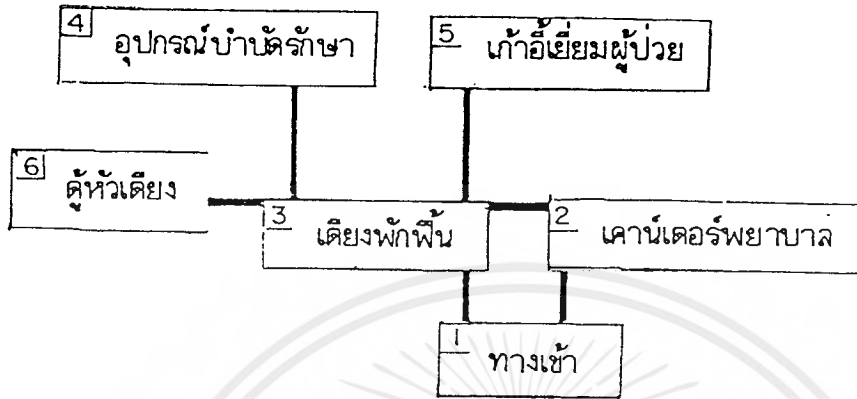 4 อุปกรณ์บำบัดรักษา
5 เก้าอี้เยี่ยมผู้ป่วย
6 ตู้หัวเตียง
3 เตียงพักฟื้น
2 เคาน์เตอร์พยาบาล
1 ทางเข้า